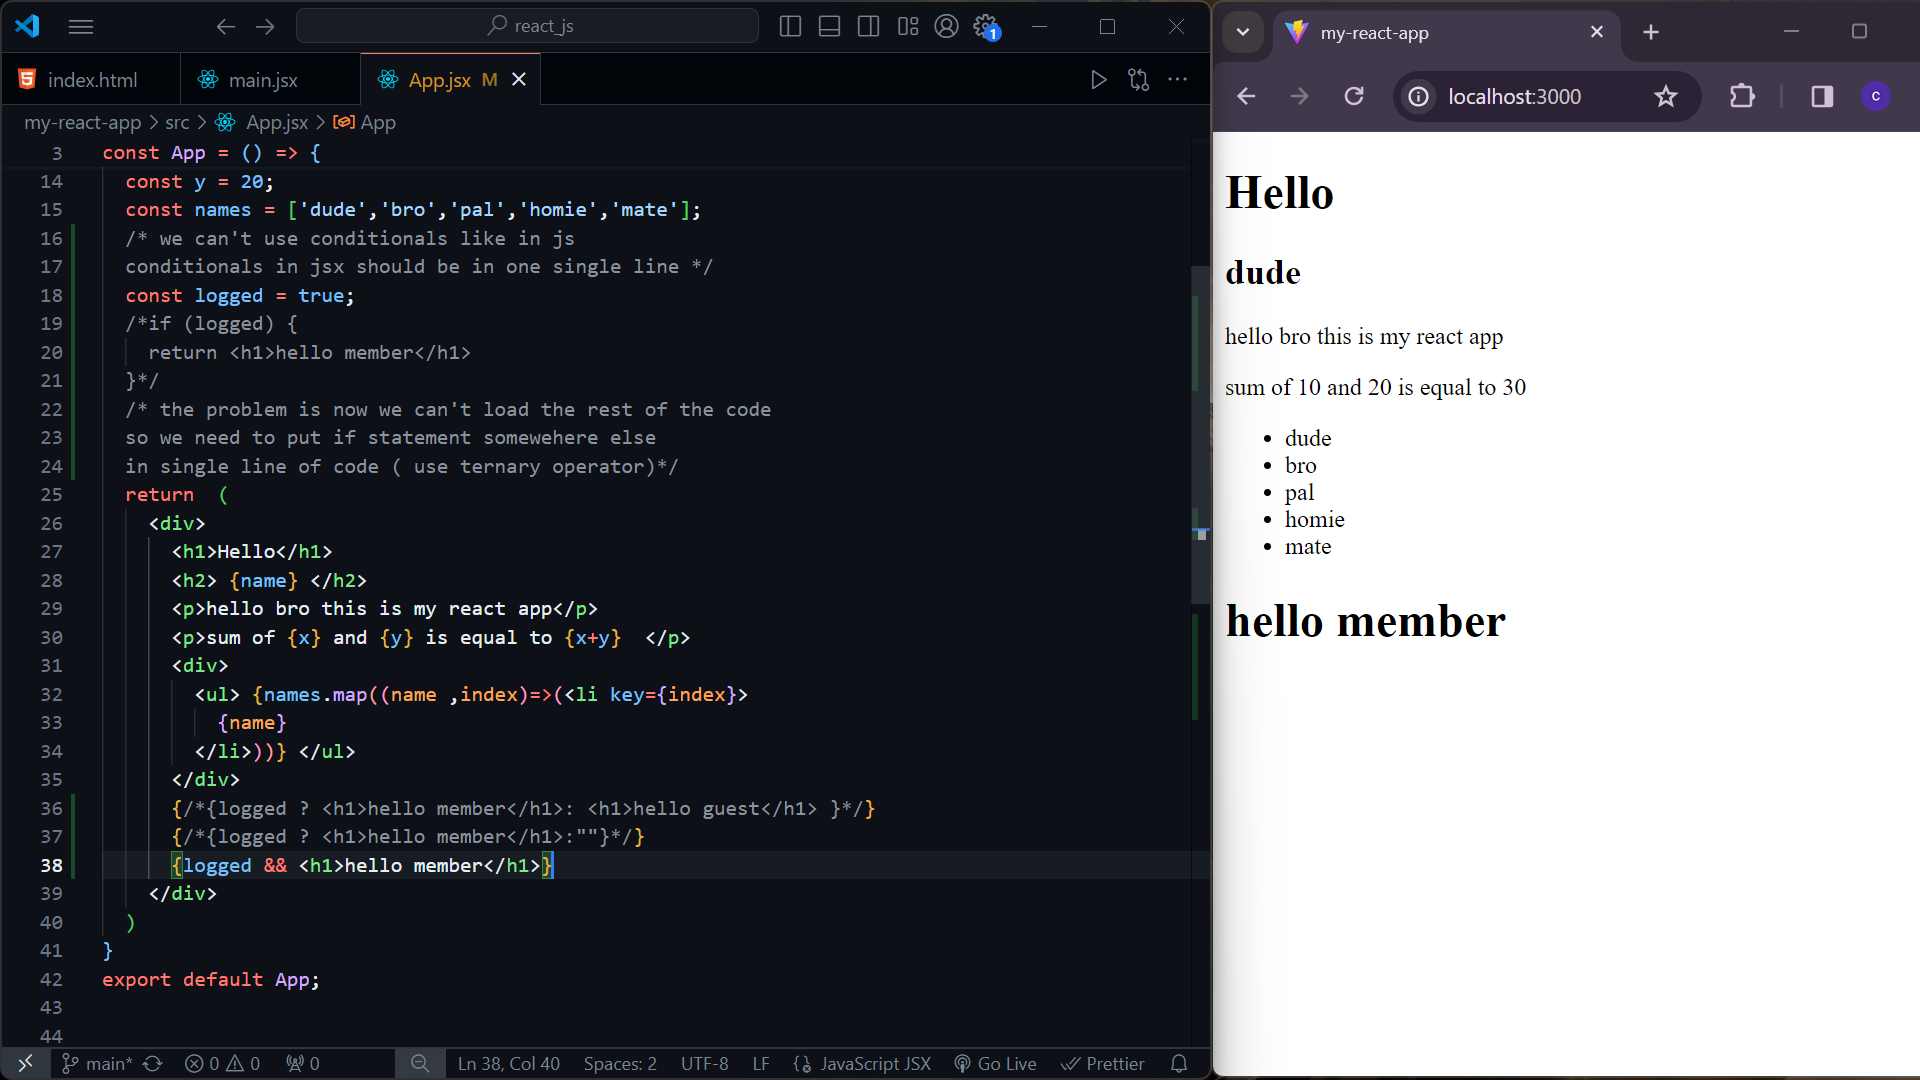 react_js
1
index.html
main.jsx
App.jsx M
my-react-app > src > App.jsx > App
3 const App = () => {
14 const y = 20;
15 const names = ['dude','bro','pal','homie','mate'];
16 /* we can't use conditionals like in js
17 conditionals in jsx should be in one single line */
18 const logged = true;
19 /*if (logged) {
20 return <h1>hello member</h1>
21 }*/
22 /* the problem is now we can't load the rest of the code
23 so we need to put if statement somewehere else
24 in single line of code ( use ternary operator)*/
25 return  (
26 <div>
27 <h1>Hello</h1>
28 <h2> {name} </h2>
29 <p>hello bro this is my react app</p>
30 <p>sum of {x} and {y} is equal to {x+y}  </p>
31 <div>
32 <ul> {names.map((name ,index)=>(<li key={index}>
33 {name}
34 </li>))} </ul>
35 </div>
36 {/*{logged ? <h1>hello member</h1>: <h1>hello guest</h1> }*/}
37 {/*{logged ? <h1>hello member</h1>:""}*/}
38 {logged && <h1>hello member</h1>}
39 </div>
40 )
41 }
42 export default App;
43
44
main* 0 0 0 Ln 38, Col 40 Spaces: 2 UTF-8 LF JavaScript JSX Go Live Prettier
my-react-app
localhost:3000
C
Hello
dude
hello bro this is my react app
sum of 10 and 20 is equal to 30
• dude
• bro
• pal
• homie
• mate
hello member